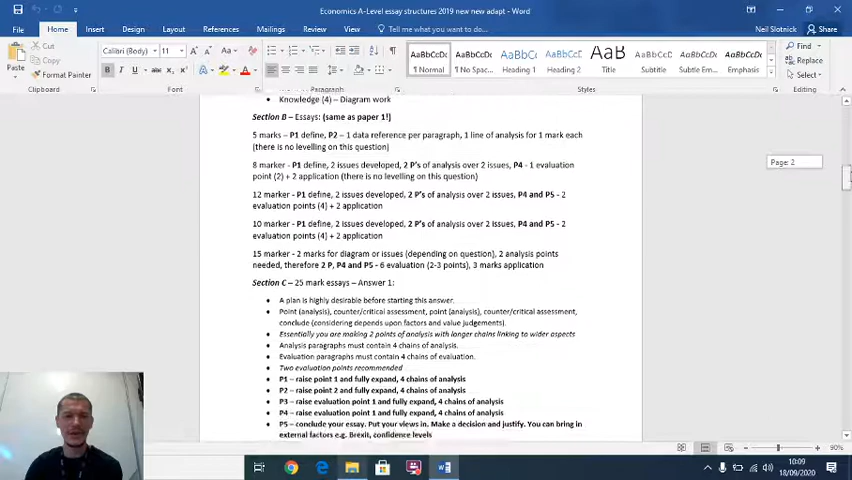 Economics A-Level essay structures 2019 new new adapt - Word
Neil Slotnick
File Home Insert Design Layout References Mailings Review View Tell me what you want to do... Share
Cut
Copy
Format Painter
Paste
Clipboard
Calibri (Body) 11
Font
Paragraph
AaBbCcDc AaBbCcDc AaBbCc AaBbCcC AaB AaBbCcD AaBbCcDc AaBbCcDc
¶ Normal ¶ No Spac... Heading 1 Heading 2 Title Subtitle Subtle Em... Emphasis
Styles
Find
Replace
Select
Editing
Page: 2
• Knowledge (4) – Diagram work
Section B – Essays: (same as paper 1!)
5 marks – P1 define, P2 – 1 data reference per paragraph, 1 line of analysis for 1 mark each
(there is no levelling on this question)
8 marker - P1 define, 2 issues developed, 2 P's of analysis over 2 issues, P4 - 1 evaluation
point (2) + 2 application (there is no levelling on this question)
12 marker - P1 define, 2 issues developed, 2 P's of analysis over 2 issues, P4 and P5 - 2
evaluation points (4) + 2 application
10 marker - P1 define, 2 issues developed, 2 P's of analysis over 2 issues, P4 and P5 - 2
evaluation points (4) + 2 application
15 marker - 2 marks for diagram or issues (depending on question), 2 analysis points
needed, therefore 2 P, P4 and P5 - 6 evaluation (2-3 points), 3 marks application
Section C – 25 mark essays – Answer 1:
• A plan is highly desirable before starting this answer.
• Point (analysis), counter/critical assessment, point (analysis), counter/critical assessment,
conclude (considering depends upon factors and value judgements).
• Essentially you are making 2 points of analysis with longer chains linking to wider aspects
• Analysis paragraphs must contain 4 chains of analysis.
• Evaluation paragraphs must contain 4 chains of evaluation.
• Two evaluation points recommended
• P1 – raise point 1 and fully expand, 4 chains of analysis
• P2 – raise point 2 and fully expand, 4 chains of analysis
• P3 – raise evaluation point 1 and fully expand, 4 chains of analysis
• P4 – raise evaluation point 1 and fully expand, 4 chains of analysis
• P5 – conclude your essay. Put your views in. Make a decision and justify. You can bring in
external factors e.g. Brexit, confidence levels
90%
10:09
18/09/2020